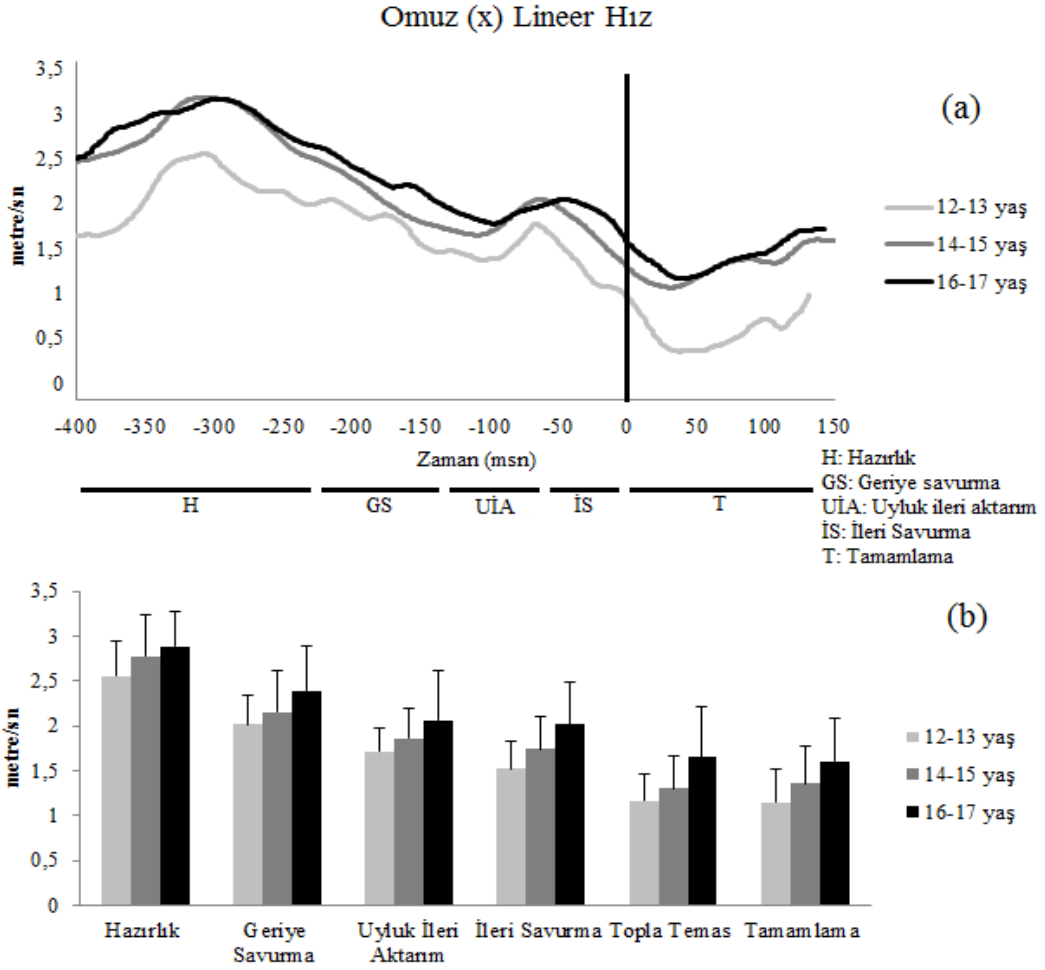 Omuz (x) Lineer Hız
(a)
metre/sn
3,5
3
2,5
2
1,5
1
0,5
0
-400 -350 -300 -250 -200 -150 -100 -50 0 50 100 150
Zaman (msn)
12-13 yaş
14-15 yaş
16-17 yaş
H GS UİA İS T
H: Hazırlık
GS: Geriye savurma
UİA: Uyluk ileri aktarım
İS: İleri Savurma
T: Tamamlama
(b)
metre/sn
3,5
3
2,5
2
1,5
1
0,5
0
12-13 yaş
14-15 yaş
16-17 yaş
Hazırlık Geriye Uyluk İleri İleri Savurma Topla Temas Tamamlama
Savurma Aktarım